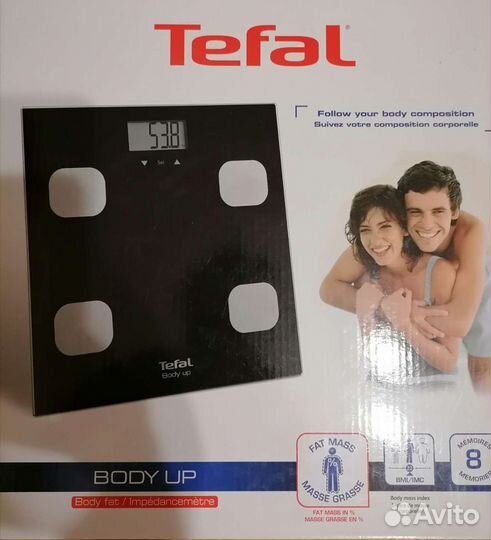 Tefal
Follow your body composition
Suivez votre composition corporelle
53.8
Set
Tefal
Body up
FAT MASS
%
MASSE GRASSE
FAT MASS IN %
MASSE GRASSE EN %
BMI/IMC
Body mass index
MÉMOIRES
8
MEMORIES
BODY UP
Body fat / Impédancemètre
Avito